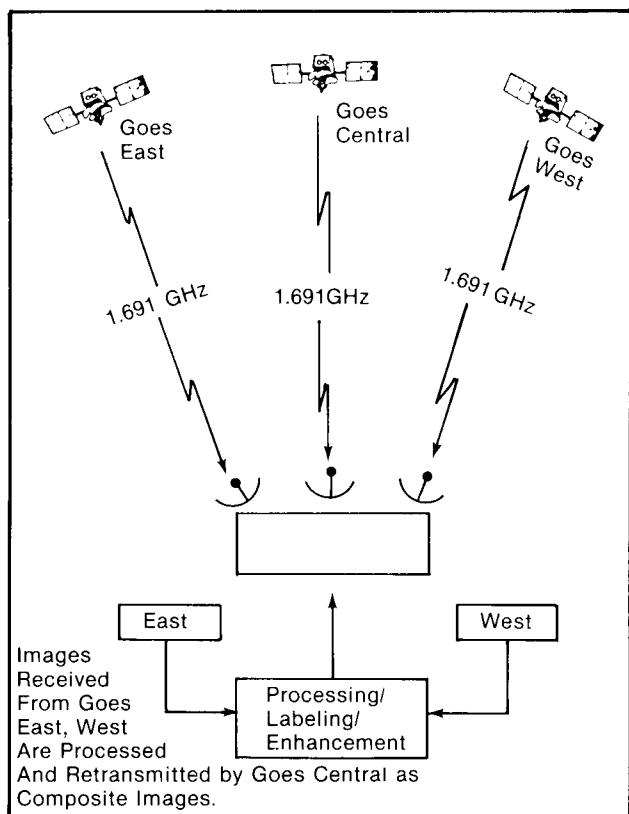 Goes
East
Goes
Central
Goes
West
1.691 GHz
1.691GHz
1.691 GHz
East
West
Images
Received
From Goes
East, West
Are Processed
And Retransmitted by Goes Central as
Composite Images.
Processing/
Labeling/
Enhancement